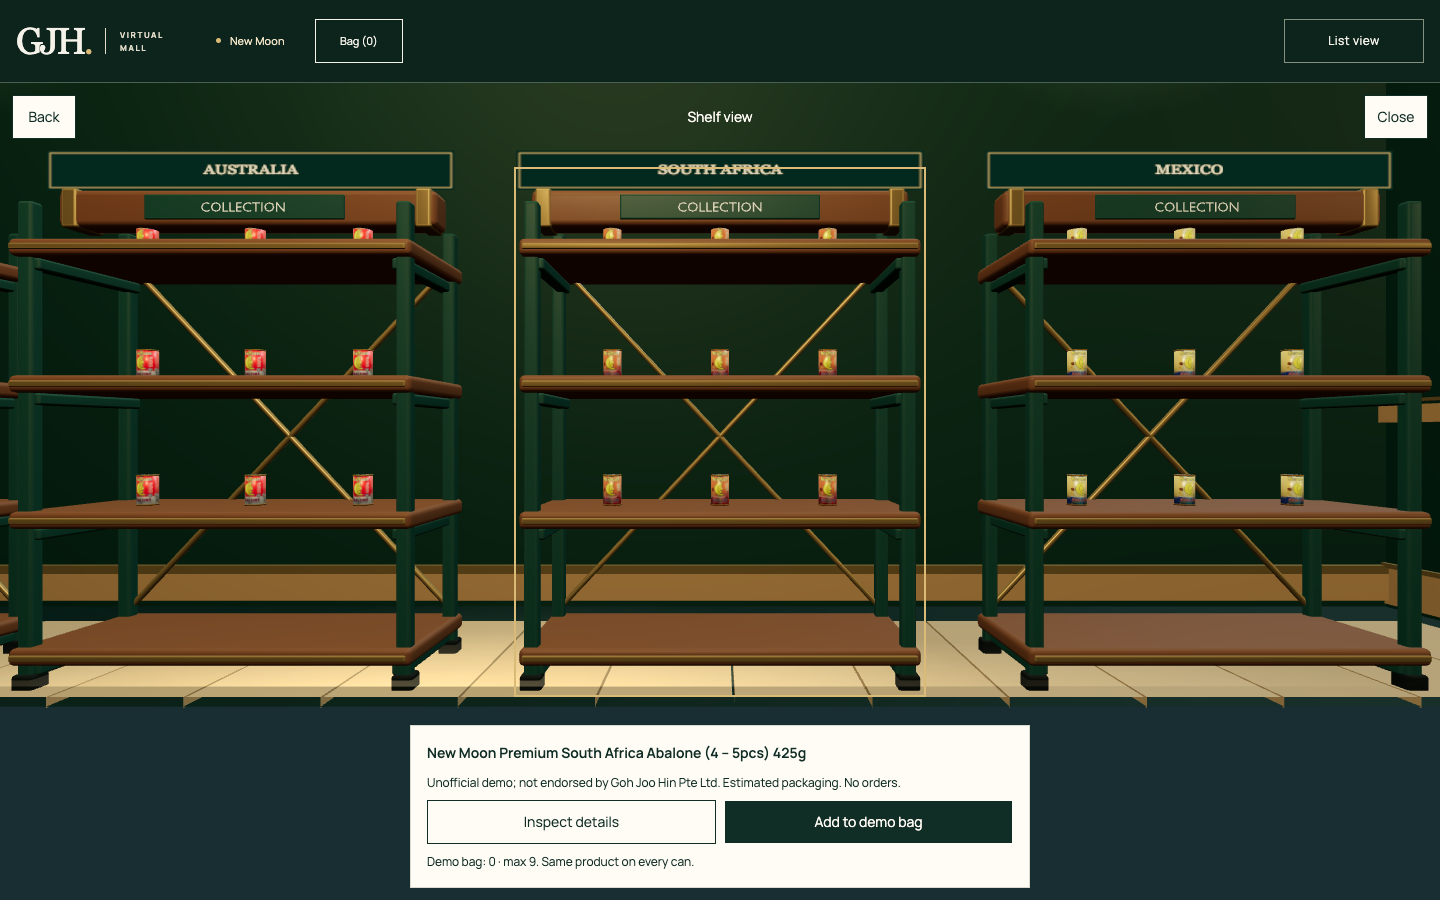 GJH.
VIRTUAL
MALL
New Moon
Bag (0)
List view
Back
Shelf view
Close
AUSTRALIA
SOUTH AFRICA
MEXICO
COLLECTION
COLLECTION
COLLECTION
New Moon Premium South Africa Abalone (4 – 5pcs) 425g
Unofficial demo; not endorsed by Goh Joo Hin Pte Ltd. Estimated packaging. No orders.
Inspect details
Add to demo bag
Demo bag: 0 · max 9. Same product on every can.